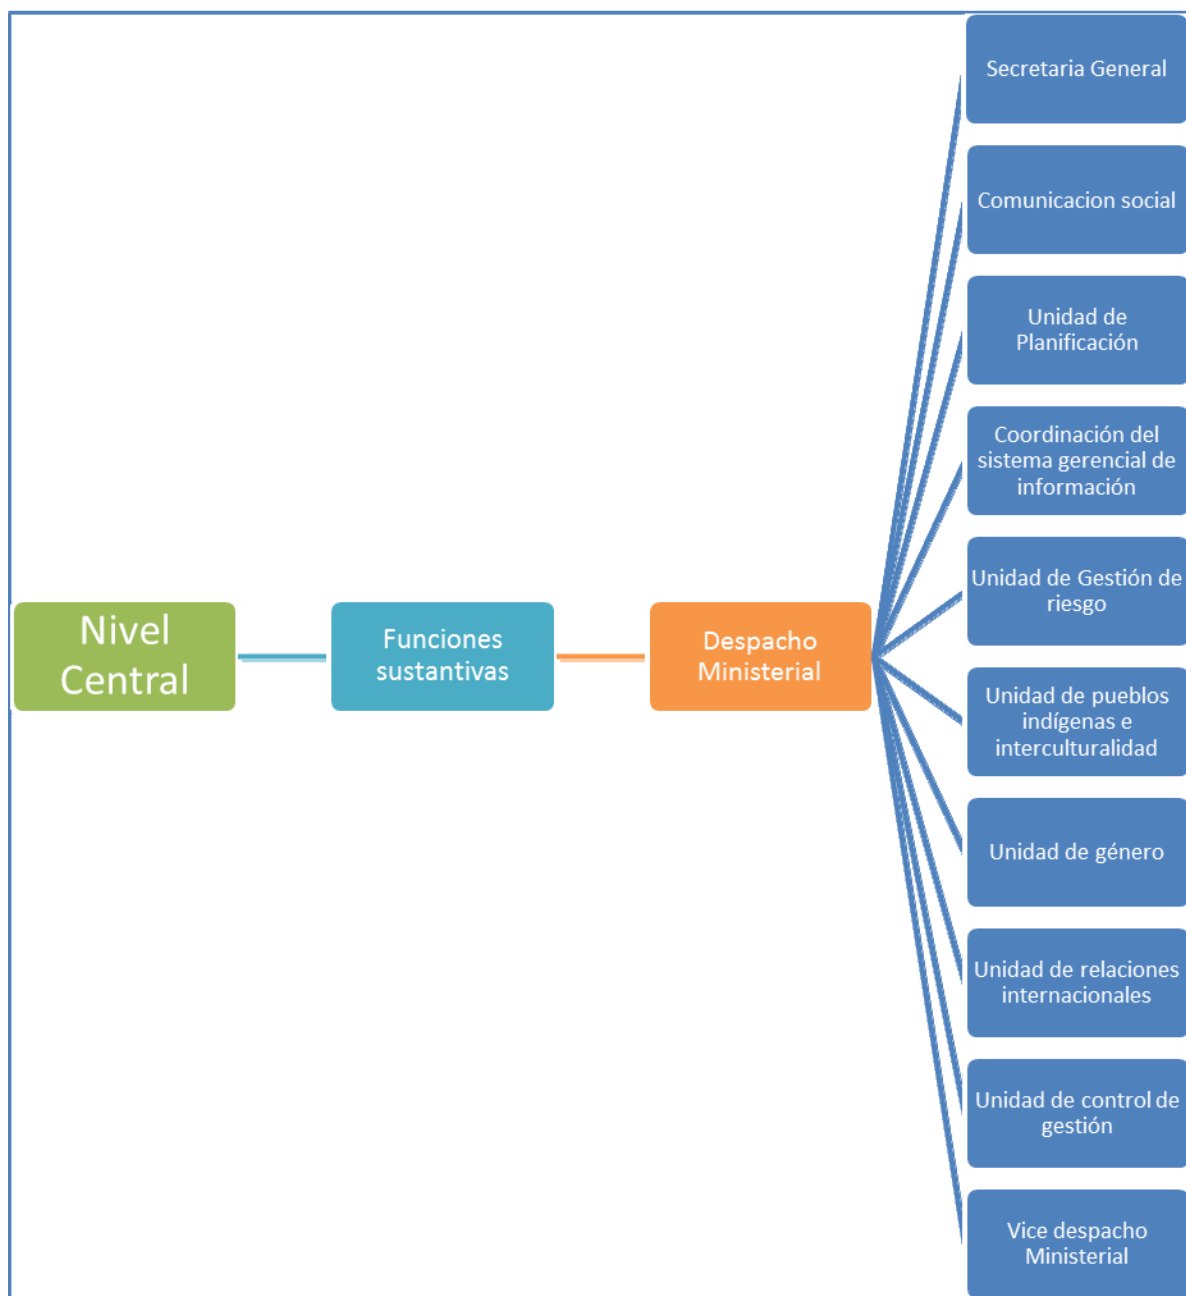 Nivel
Central
Funciones
sustantivas
Despacho
Ministerial
Secretaria General
Comunicacion social
Unidad de
Planificación
Coordinación del
sistema gerencial de
información
Unidad de Gestión de
riesgo
Unidad de pueblos
indígenas e
interculturalidad
Unidad de género
Unidad de relaciones
internacionales
Unidad de control de
gestión
Vice despacho
Ministerial